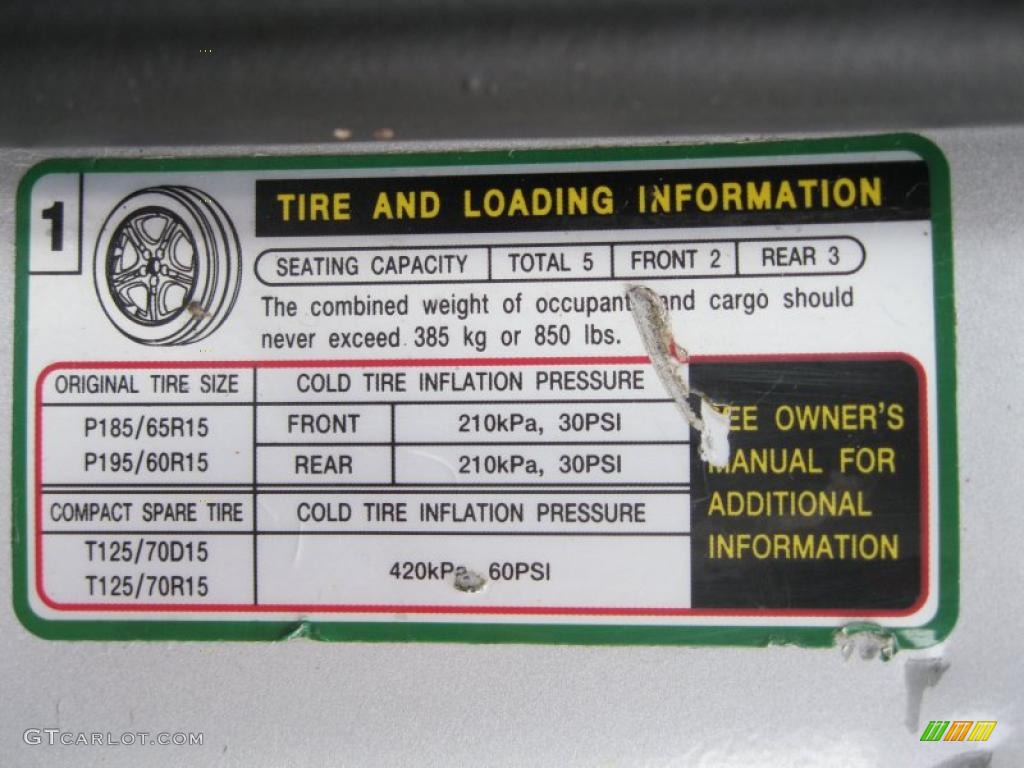 1
TIRE AND LOADING INFORMATION
SEATING CAPACITY TOTAL 5 FRONT 2 REAR 3
The combined weight of occupant and cargo should
never exceed 385 kg or 850 lbs.
ORIGINAL TIRE SIZE COLD TIRE INFLATION PRESSURE
P185/65R15 FRONT 210kPa, 30PSI
P195/60R15 REAR 210kPa, 30PSI
COMPACT SPARE TIRE COLD TIRE INFLATION PRESSURE
T125/70D15
T125/70R15
420kPa, 60PSI
SEE OWNER'S
MANUAL FOR
ADDITIONAL
INFORMATION
GTCARLOT.COM